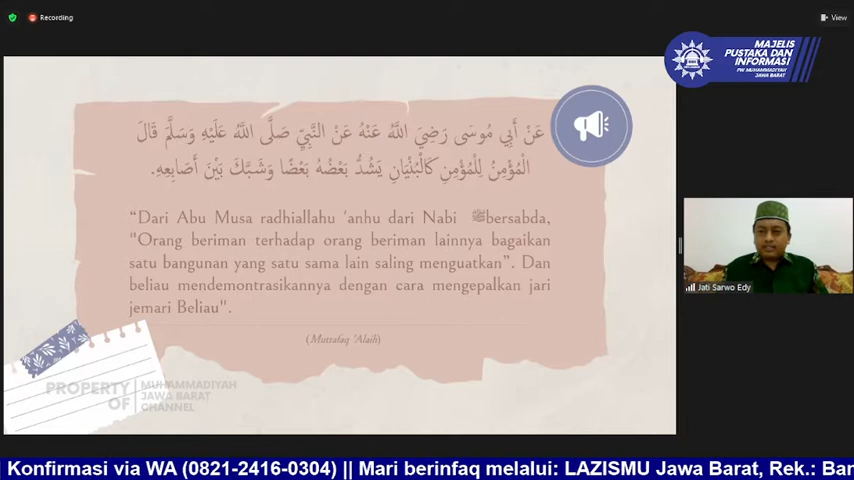 Recording
View
MAJELIS
PUSTAKA DAN
INFORMASI
PW MUHAMMADIYAH
JAWA BARAT
عَنْ أَبِي مُوسَى رَضِيَ اللَّهُ عَنْهُ عَنْ النَّبِيِّ صَلَّى اللَّهُ عَلَيْهِ وَسَلَّمَ قَالَ
الْمُؤْمِنُ لِلْمُؤْمِنِ كَالْبُنْيَانِ يَشُدُّ بَعْضُهُ بَعْضًا وَشَبَّكَ بَيْنَ أَصَابِعِهِ.
“Dari Abu Musa radhiallahu 'anhu dari Nabi ﷺbersabda,
"Orang beriman terhadap orang beriman lainnya bagaikan
satu bangunan yang satu sama lain saling menguatkan”. Dan
beliau mendemontrasikannya dengan cara mengepalkan jari
jemari Beliau".
(Muttafaq 'Alaih)
Jati Sarwo Edy
PROPERTY OF
MUHAMMADIYAH JAWA BARAT CHANNEL
Konfirmasi via WA (0821-2416-0304) || Mari berinfaq melalui: LAZISMU Jawa Barat, Rek.: Ban